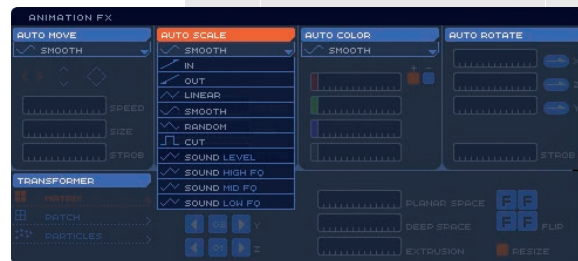 ANIMATION FX
AUTO MOVE
SMOOTH
SPEED
SIZE
STROB
AUTO SCALE
SMOOTH
IN
OUT
LINEAR
SMOOTH
RANDOM
CUT
SOUND LEVEL
SOUND HIGH FQ
SOUND MID FQ
SOUND LOW FQ
AUTO COLOR
SMOOTH
AUTO ROTATE
STROB
TRANSFORMER
MATRIX
PATCH
PARTICLES
Y
01 Z
PLANAR SPACE F F
DEEP SPACE F F FLIP
EXTRUSION RESIZE